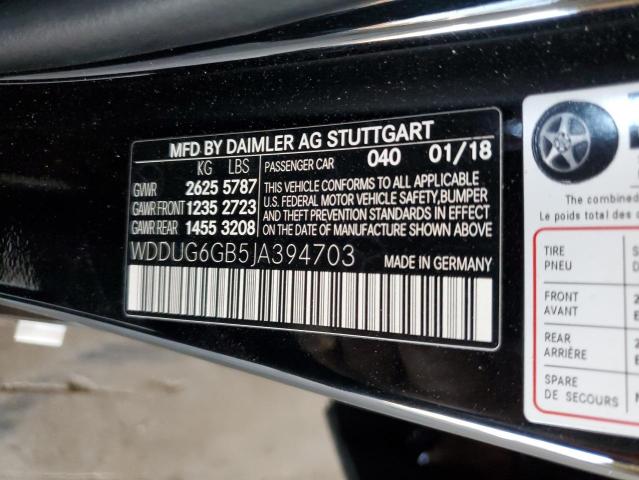 MFD BY DAIMLER AG STUTTGART
KG LBS PASSENGER CAR 040 01/18
GVWR 2625 5787
GAWR FRONT 1235 2723
GAWR REAR 1455 3208
THIS VEHICLE CONFORMS TO ALL APPLICABLE
U.S. FEDERAL MOTOR VEHICLE SAFETY,BUMPER
AND THEFT PREVENTION STANDARDS IN EFFECT
ON THE DATE OF MANUFACTURE SHOWN ABOVE
WDDUG6GB5JA394703 MADE IN GERMANY
The combined
Le poids total des
TIRE
PNEU
FRONT
AVANT
REAR
ARRIÈRE
SPARE
DE SECOURS